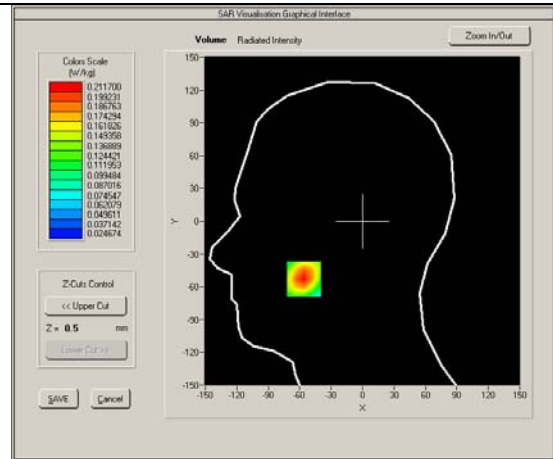 SAR Visualisation Graphical Interface
Volume Radiated Intensity
Zoom In/Out
Colors Scale
(W/kg)
0.211700
0.199231
0.186763
0.174294
0.161826
0.149358
0.136889
0.124421
0.111953
0.099484
0.087016
0.074547
0.062079
0.049611
0.037142
0.024674
Z-Cuts Control
<< Upper Cut
Z = 0.5 mm
Lower Cut >>
SAVE
Cancel
150
120
90
60
30
0
-30
-60
-90
-120
-150
Y
-150 -120 -90 -60 -30 0 30 60 90 120 150
X